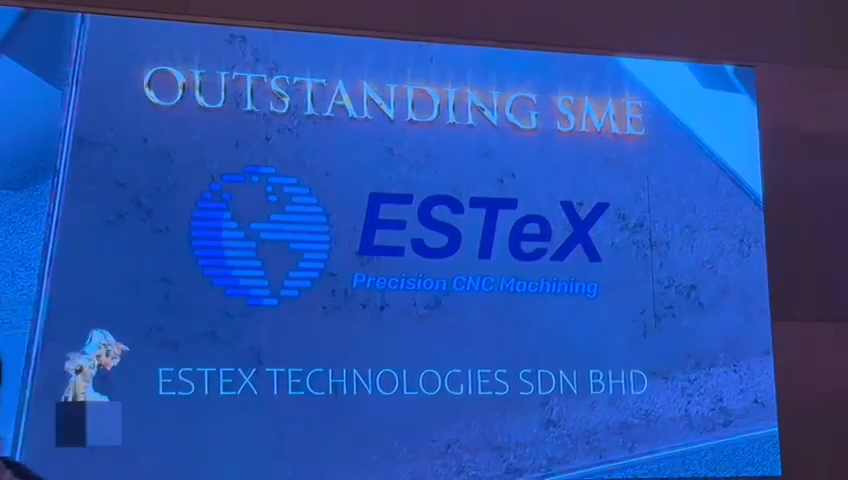 OUTSTANDING SME
ESTeX
Precision CNC Machining
ESTEX TECHNOLOGIES SDN BHD